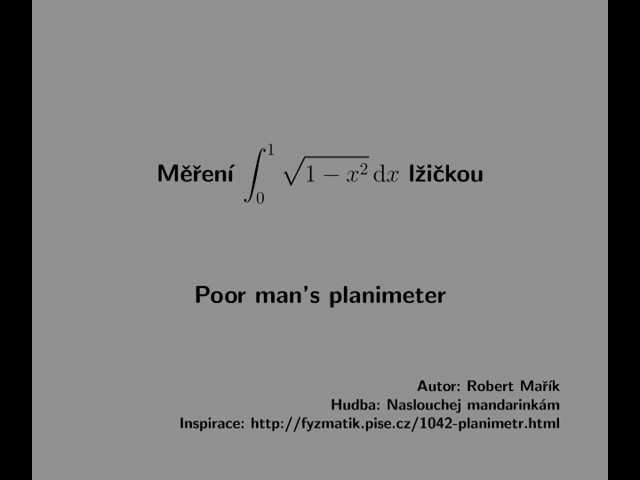 Měření ∫₀¹ √(1 − x²) dx lžičkou
Poor man's planimeter
Autor: Robert Mařík
Hudba: Naslouchej mandarinkám
Inspirace: http://fyzmatik.pise.cz/1042-planimetr.html